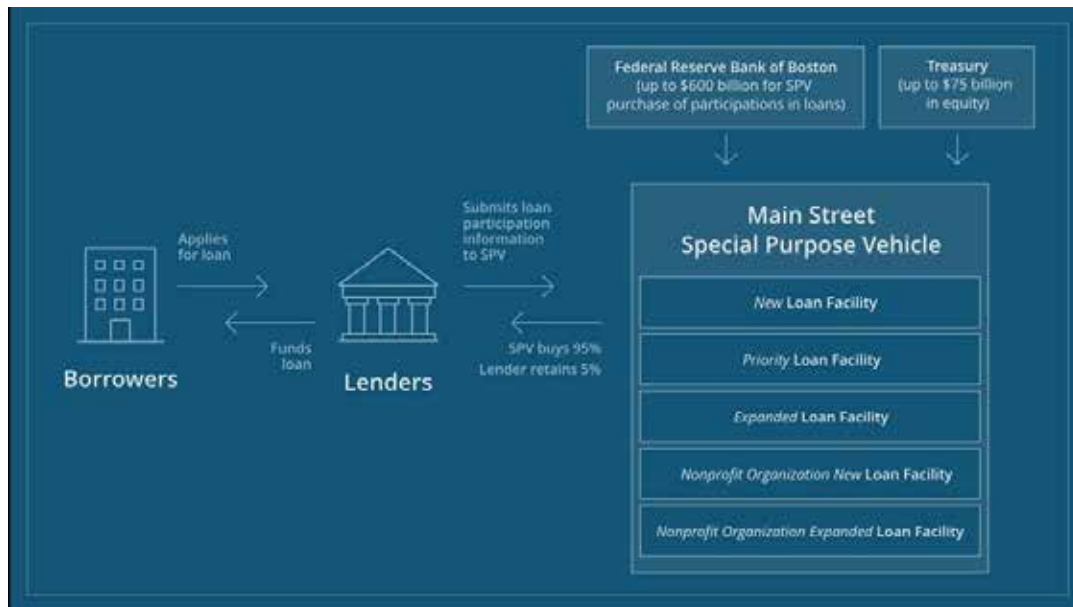 Federal Reserve Bank of Boston
(up to $600 billion for SPV
purchase of participations in loans)
Treasury
(up to $75 billion
in equity)
Applies
for loan
Funds
loan
Borrowers
Lenders
Submits loan
participation
information
to SPV
SPV buys 95%
Lender retains 5%
Main Street
Special Purpose Vehicle
New Loan Facility
Priority Loan Facility
Expanded Loan Facility
Nonprofit Organization New Loan Facility
Nonprofit Organization Expanded Loan Facility